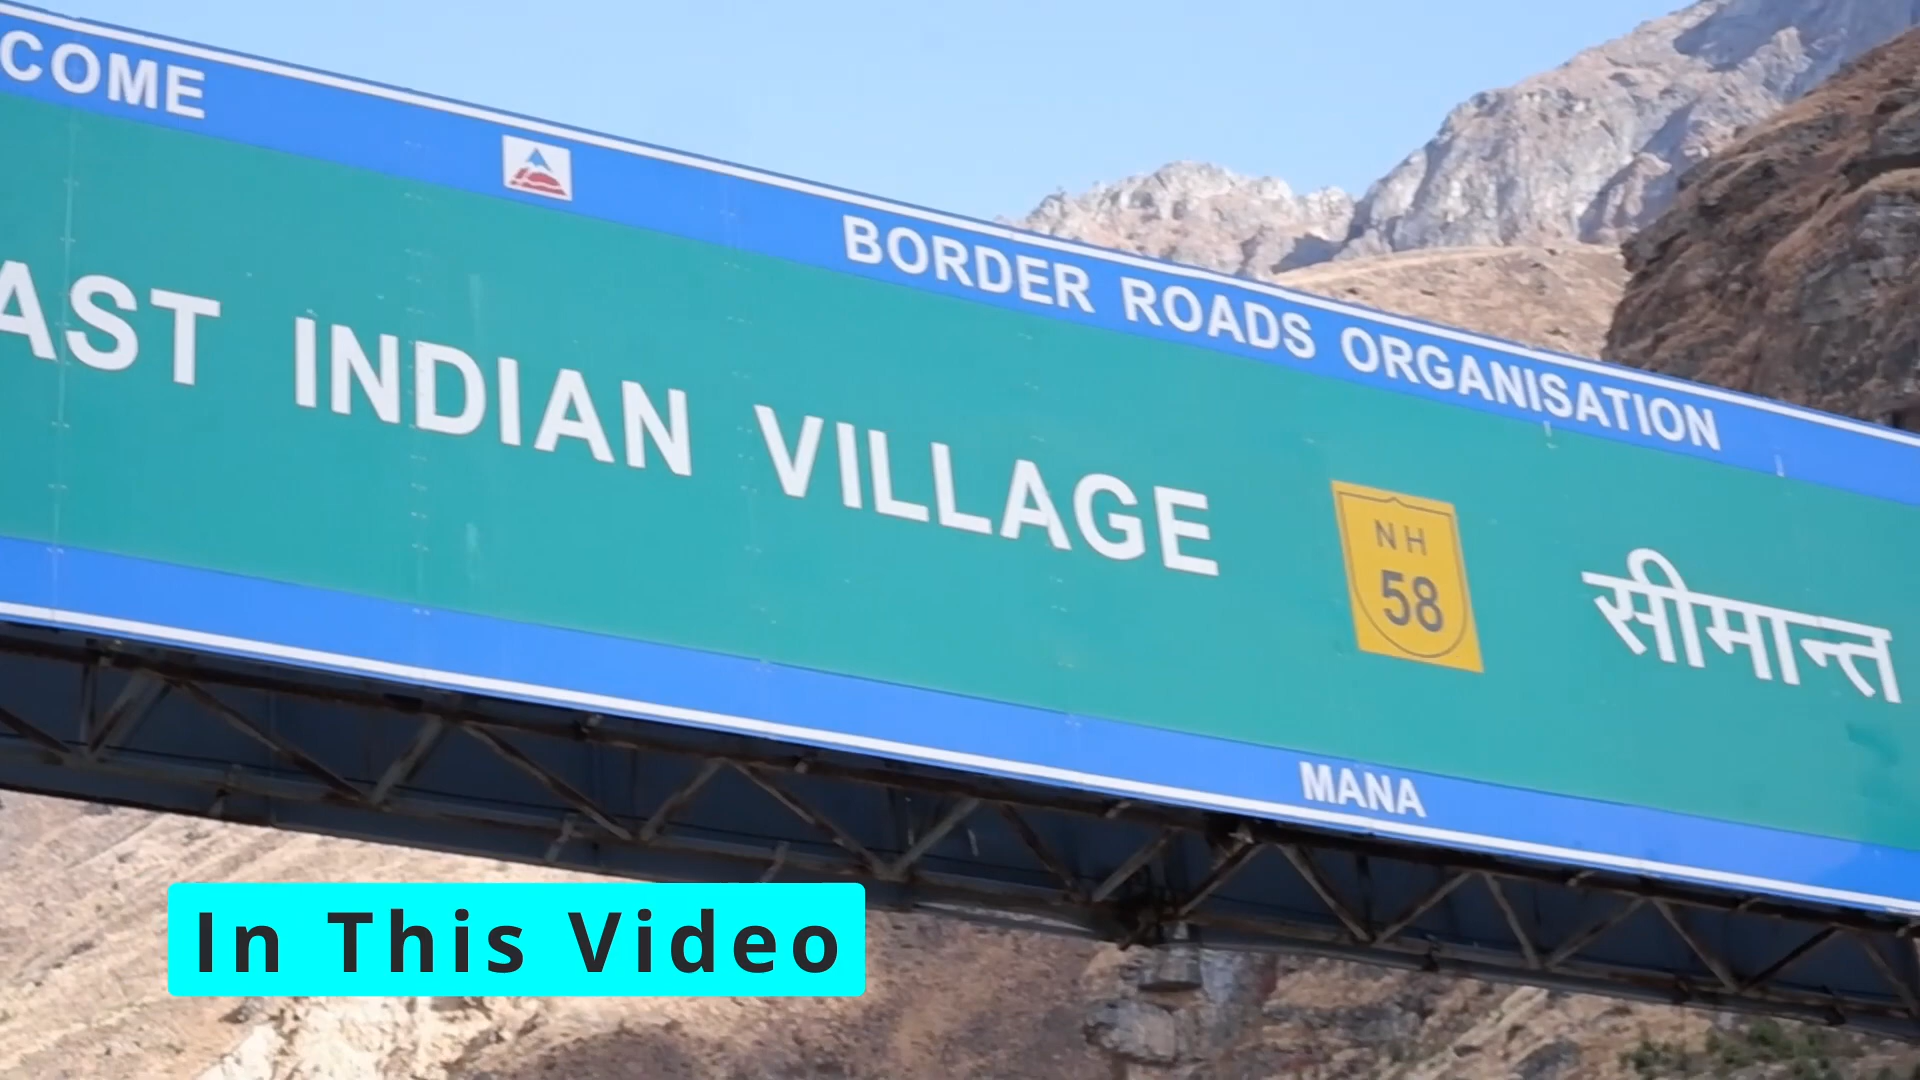 COME
BORDER ROADS ORGANISATION
AST INDIAN VILLAGE
NH
58
सीमान्त
MANA
In This Video